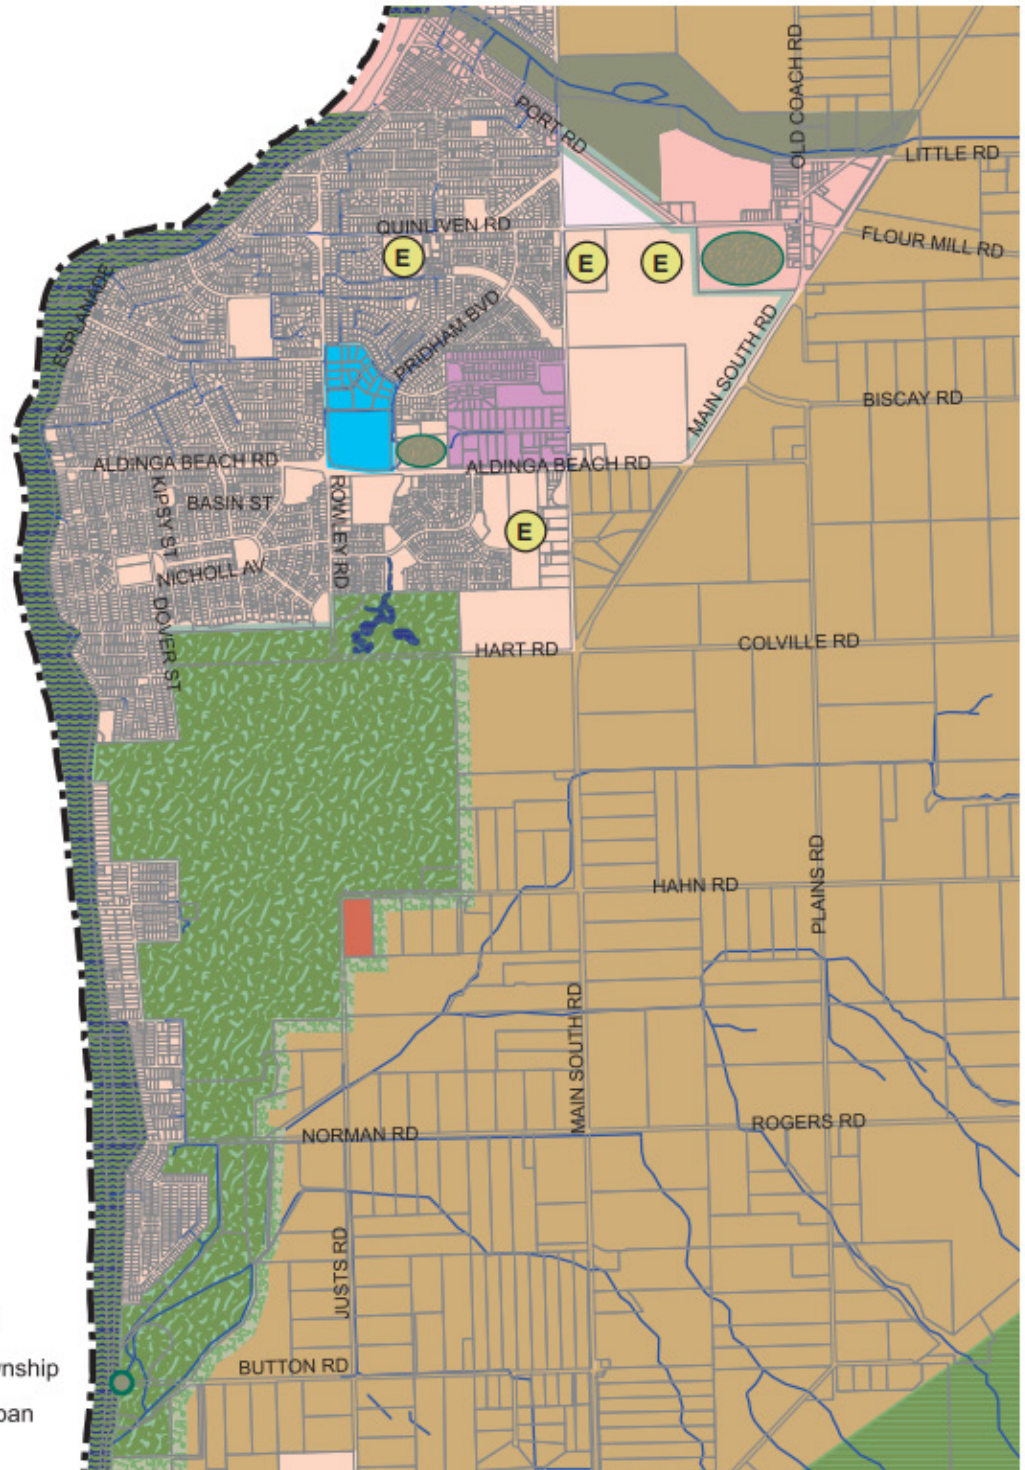 OLD COACH RD
PORT RD
LITTLE RD
QUINLIVEN RD
FLOUR MILL RD
E
E
E
ESPLANADE
PRIDHAM BVD
MAIN SOUTH RD
BISCAY RD
ALDINGA BEACH RD
ALDINGA BEACH RD
KIPSY ST
BASIN ST
ROWLEY RD
E
NICHOLL AV
DOVER ST
HART RD
COLVILLE RD
HAHN RD
PLAINS RD
MAIN SOUTH RD
NORMAN RD
ROGERS RD
JUSTS RD
BUTTON RD
nship
ban